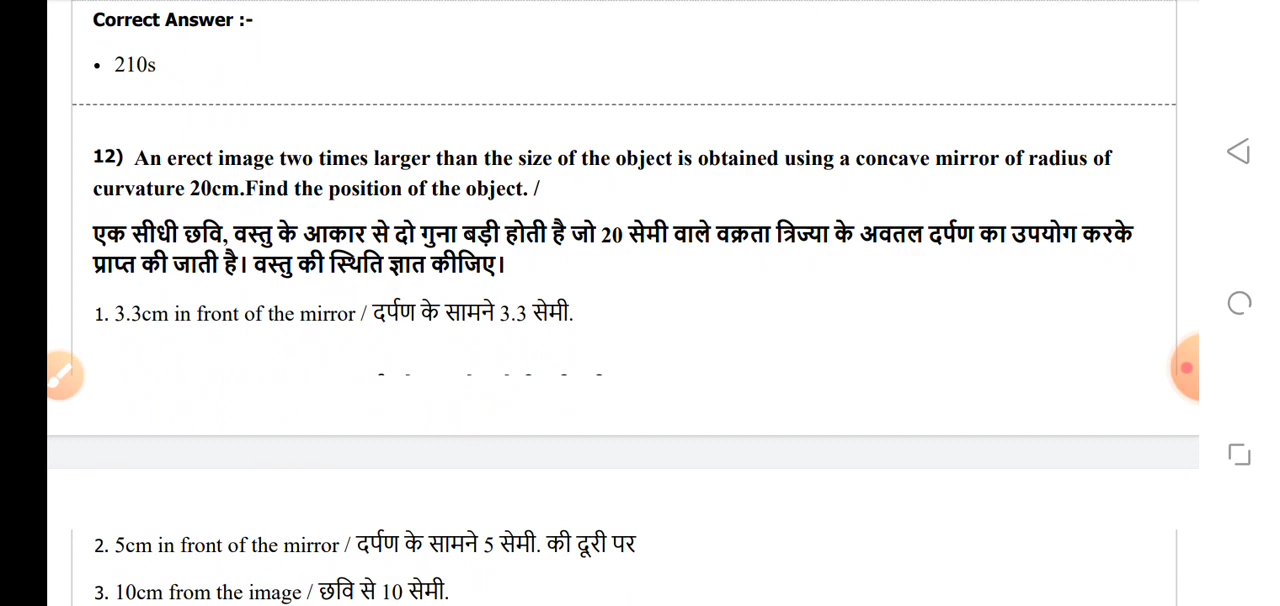 Correct Answer :-
• 210s
12) An erect image two times larger than the size of the object is obtained using a concave mirror of radius of
curvature 20cm.Find the position of the object. /
एक सीधी छवि, वस्तु के आकार से दो गुना बड़ी होती है जो 20 सेमी वाले वक्रता त्रिज्या के अवतल दर्पण का उपयोग करके
प्राप्त की जाती है। वस्तु की स्थिति ज्ञात कीजिए।
1. 3.3cm in front of the mirror / दर्पण के सामने 3.3 सेमी.
2. 5cm in front of the mirror / दर्पण के सामने 5 सेमी. की दूरी पर
3. 10cm from the image / छवि से 10 सेमी.